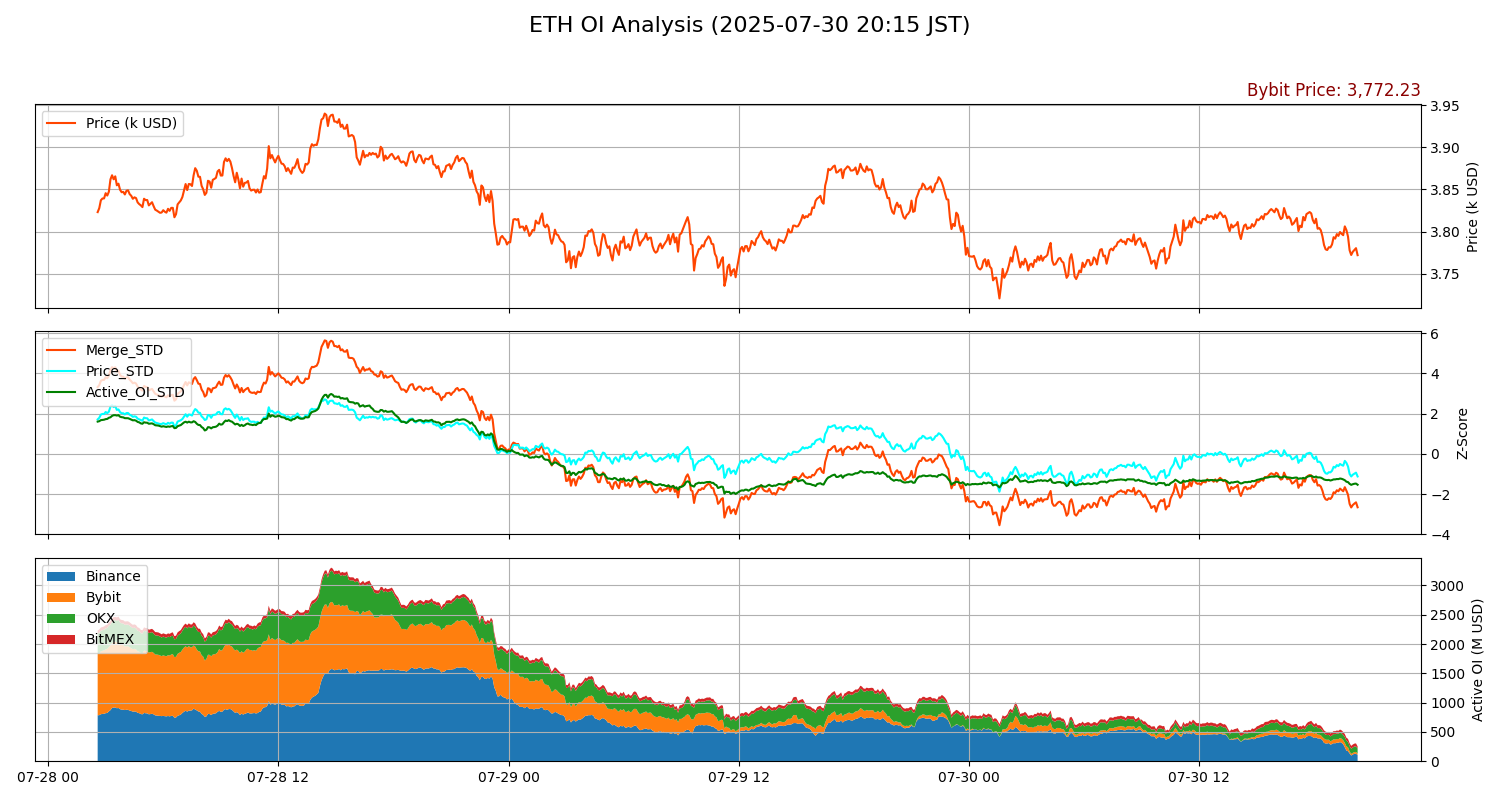 ETH OI Analysis (2025-07-30 20:15 JST)
Bybit Price: 3,772.23
Price (k USD)
3.95
3.90
3.85
3.80
3.75
Price (k USD)
Merge_STD
Price_STD
Active_OI_STD
6
4
2
0
−2
−4
Z-Score
Binance
Bybit
OKX
BitMEX
3000
2500
2000
1500
1000
500
0
Active OI (M USD)
07-28 00
07-28 12
07-29 00
07-29 12
07-30 00
07-30 12